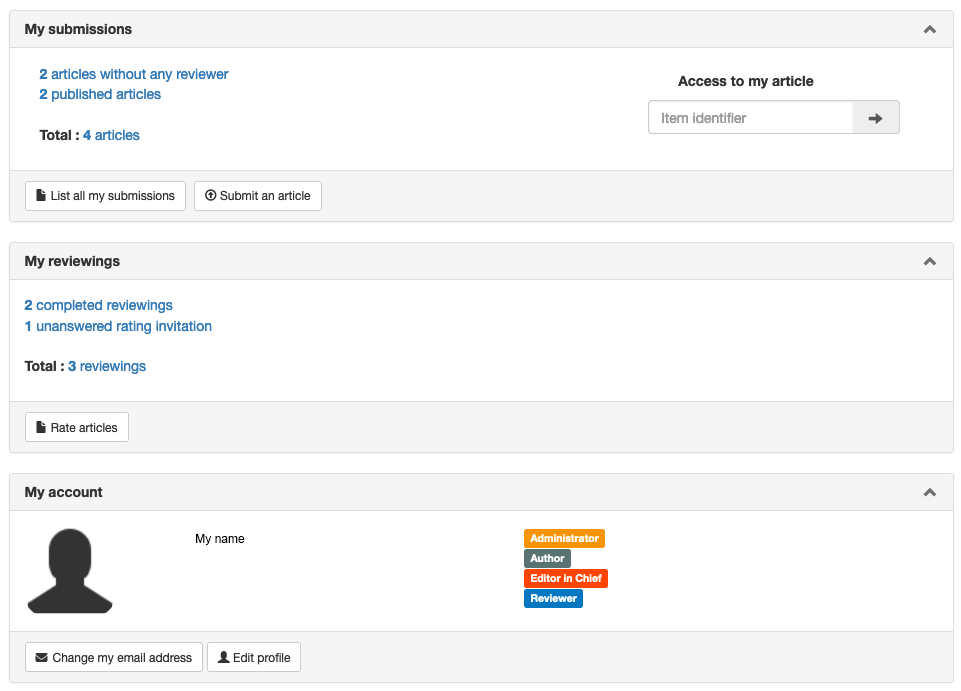 My submissions
2 articles without any reviewer
2 published articles
Access to my article
Item identifier
Total : 4 articles
List all my submissions
Submit an article
My reviewings
2 completed reviewings
1 unanswered rating invitation
Total : 3 reviewings
Rate articles
My account
My name
Administrator
Author
Editor in Chief
Reviewer
Change my email address
Edit profile